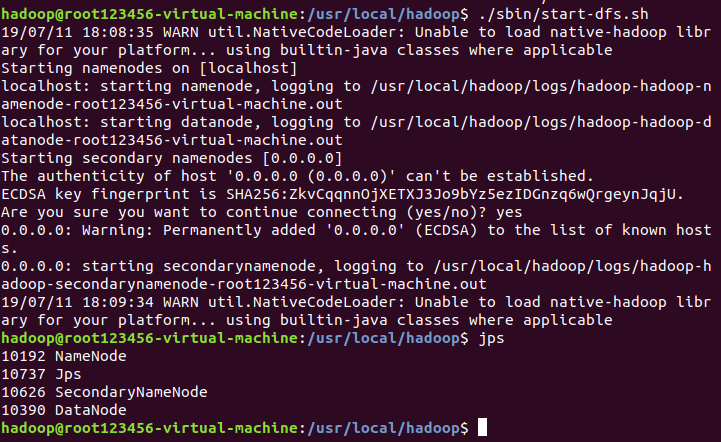 hadoop@root123456-virtual-machine:/usr/local/hadoop$ ./sbin/start-dfs.sh
19/07/11 18:08:35 WARN util.NativeCodeLoader: Unable to load native-hadoop libr
ary for your platform... using builtin-java classes where applicable
Starting namenodes on [localhost]
localhost: starting namenode, logging to /usr/local/hadoop/logs/hadoop-hadoop-n
amenode-root123456-virtual-machine.out
localhost: starting datanode, logging to /usr/local/hadoop/logs/hadoop-hadoop-d
atanode-root123456-virtual-machine.out
Starting secondary namenodes [0.0.0.0]
The authenticity of host '0.0.0.0 (0.0.0.0)' can't be established.
ECDSA key fingerprint is SHA256:ZkvCqqnnOjXETXJ3Jo9bYz5ezIDGnzq6wQrgeynJqjU.
Are you sure you want to continue connecting (yes/no)? yes
0.0.0.0: Warning: Permanently added '0.0.0.0' (ECDSA) to the list of known host
s.
0.0.0.0: starting secondarynamenode, logging to /usr/local/hadoop/logs/hadoop-h
adoop-secondarynamenode-root123456-virtual-machine.out
19/07/11 18:09:34 WARN util.NativeCodeLoader: Unable to load native-hadoop libr
ary for your platform... using builtin-java classes where applicable
hadoop@root123456-virtual-machine:/usr/local/hadoop$ jps
10192 NameNode
10737 Jps
10626 SecondaryNameNode
10390 DataNode
hadoop@root123456-virtual-machine:/usr/local/hadoop$